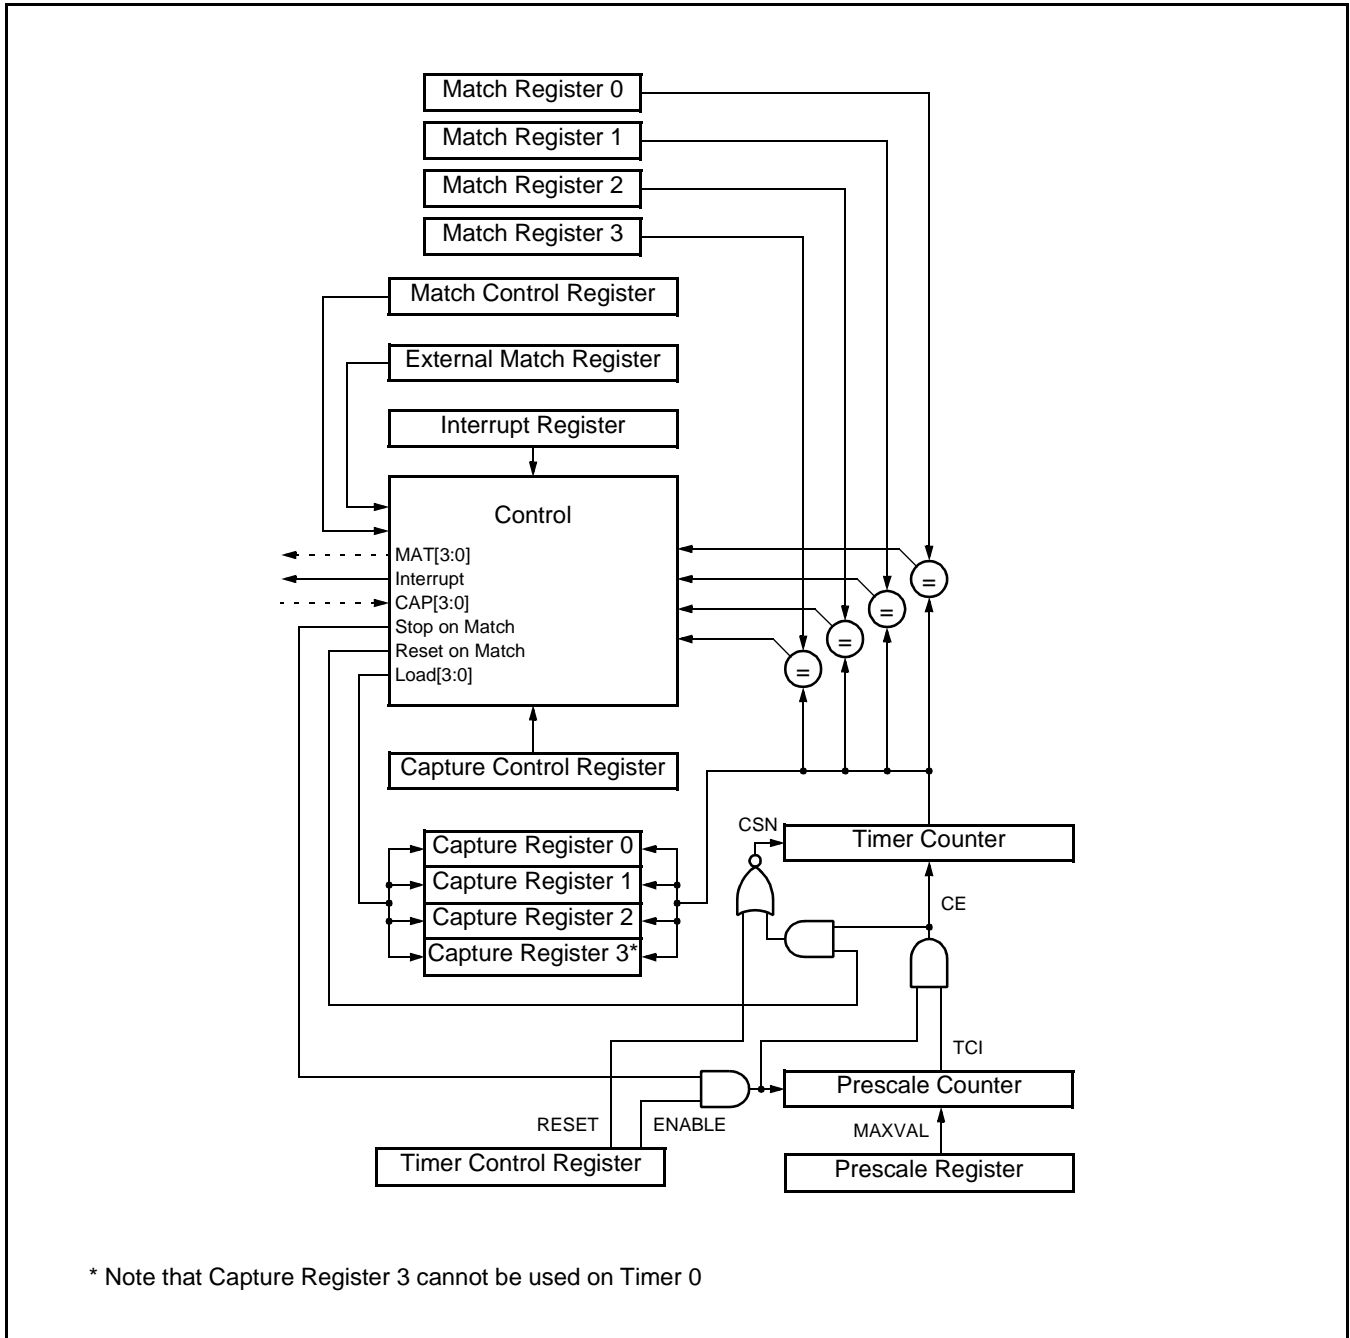 Match Register 0
Match Register 1
Match Register 2
Match Register 3
Match Control Register
External Match Register
Interrupt Register
Control
=
=
=
=
MAT[3:0]
Interrupt
CAP[3:0]
Stop on Match
Reset on Match
Load[3:0]
Capture Control Register
CSN
Timer Counter
Capture Register 0
Capture Register 1
Capture Register 2
Capture Register 3*
CE
TCI
Prescale Counter
RESET
ENABLE
MAXVAL
Timer Control Register
Prescale Register
* Note that Capture Register 3 cannot be used on Timer 0